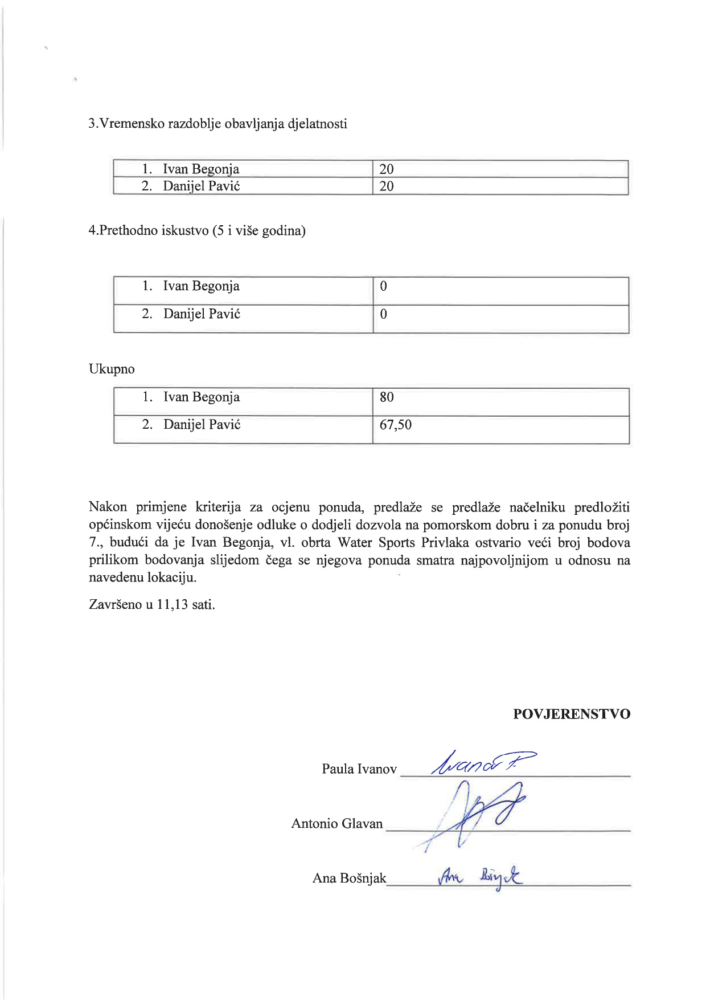 3.Vremensko razdoblje obavljanja djelatnosti
1. Ivan Begonja 20
2. Danijel Pavić 20
4.Prethodno iskustvo (5 i više godina)
1. Ivan Begonja 0
2. Danijel Pavić 0
Ukupno
1. Ivan Begonja 80
2. Danijel Pavić 67,50
Nakon primjene kriterija za ocjenu ponuda, predlaže se predlaže načelniku predložiti
općinskom vijeću donošenje odluke o dodjeli dozvola na pomorskom dobru i za ponudu broj
7., budući da je Ivan Begonja, vl. obrta Water Sports Privlaka ostvario veći broj bodova
prilikom bodovanja slijedom čega se njegova ponuda smatra najpovoljnijom u odnosu na
navedenu lokaciju.
Završeno u 11,13 sati.
POVJERENSTVO
Paula Ivanov
Antonio Glavan
Ana Bošnjak Ana